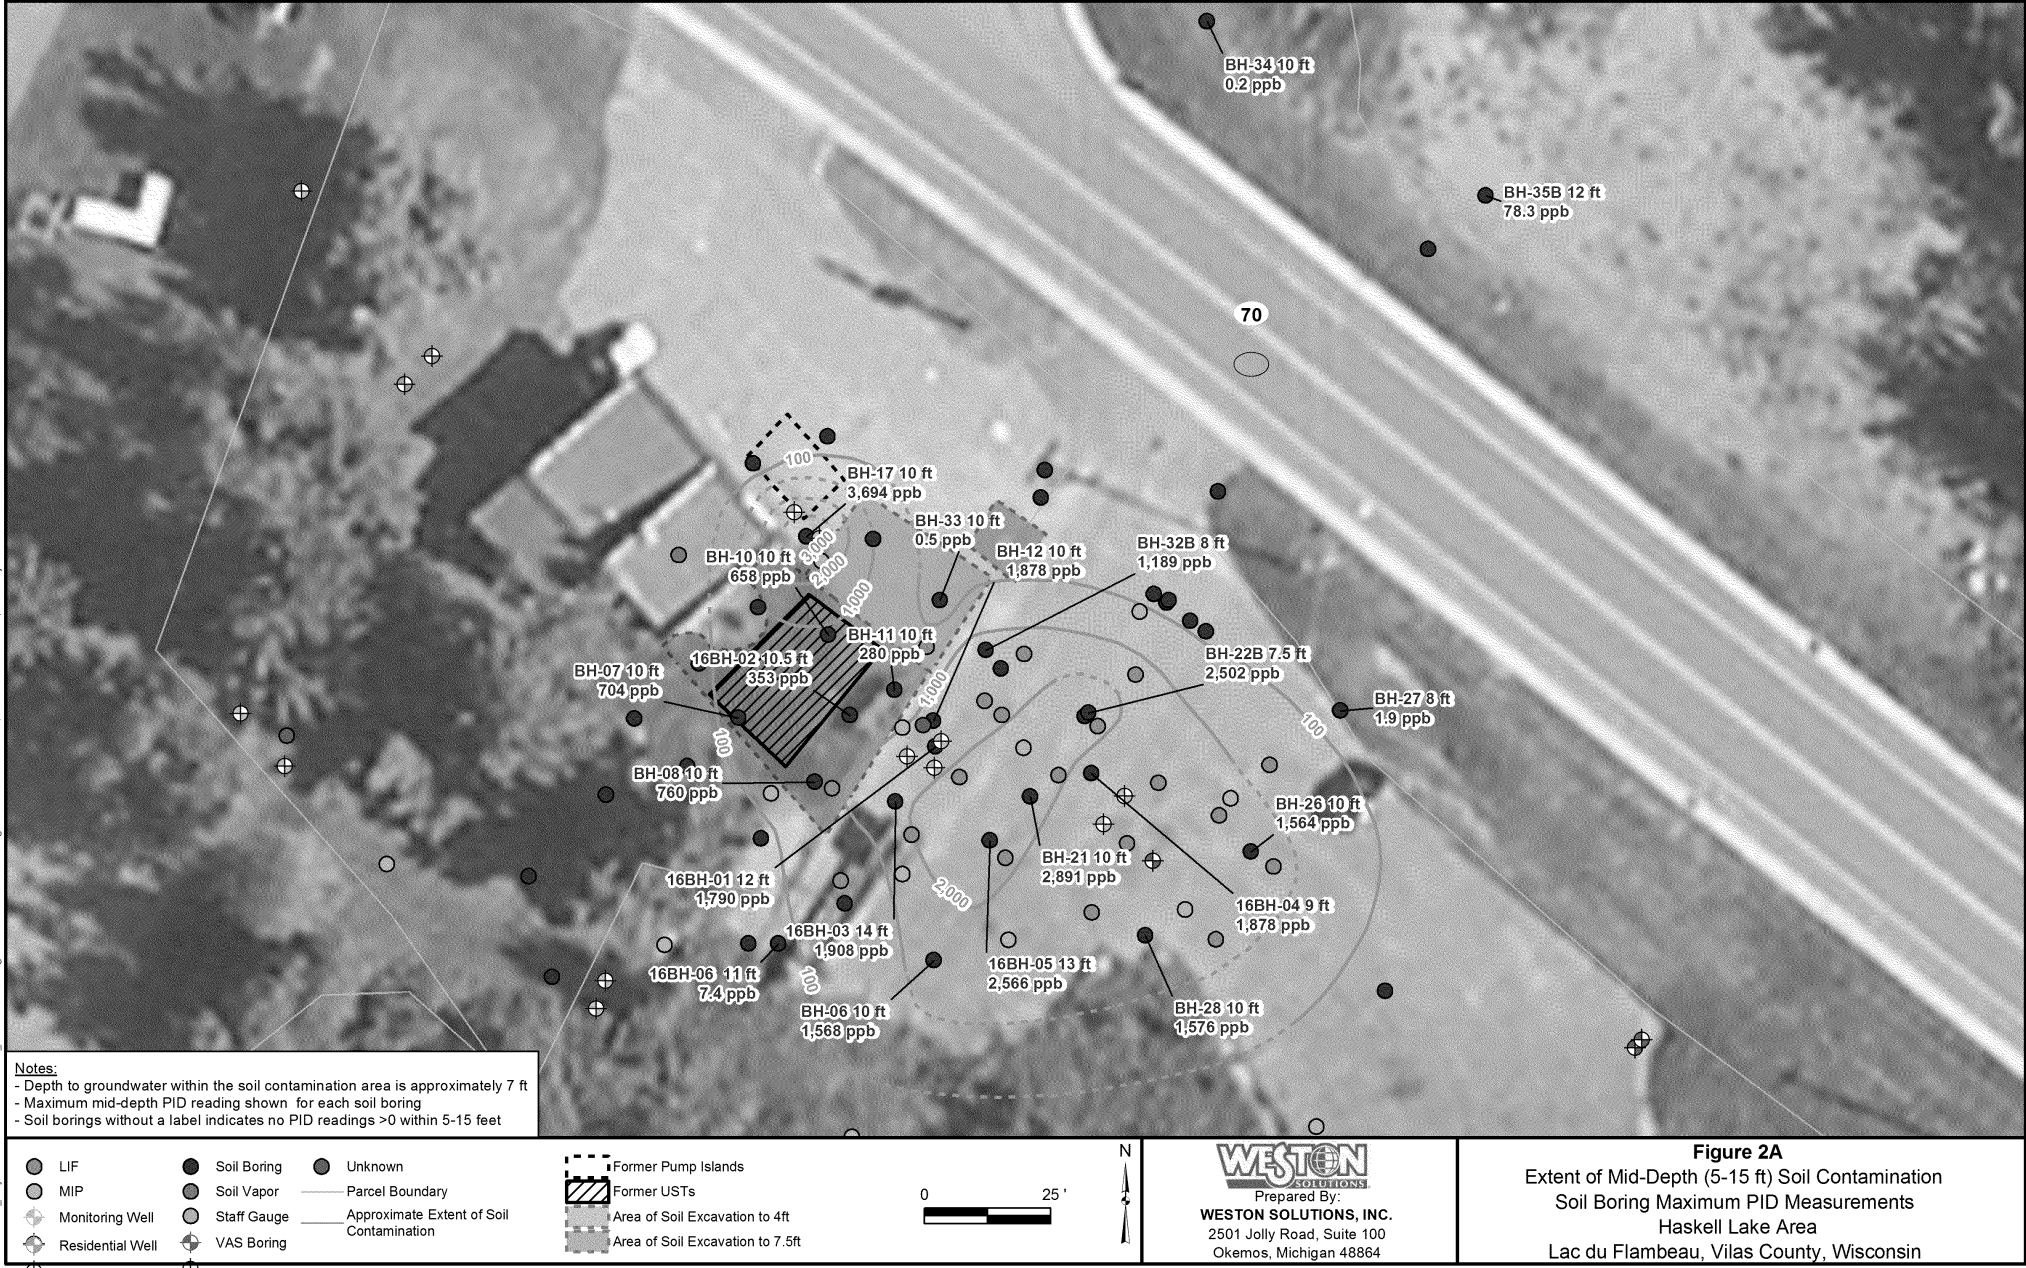 BH-34 10 ft
0.2 ppb
BH-35B 12 ft
78.3 ppb
70
100
BH-17 10 ft
3,694 ppb
BH-33 10 ft
0.5 ppb
3,000
2,000
1,000
BH-10 10 ft
658 ppb
BH-12 10 ft
1,878 ppb
BH-32B 8 ft
1,189 ppb
BH-11 10 ft
280 ppb
16BH-02 10.5 ft
353 ppb
BH-07 10 ft
704 ppb
1,000
BH-22B 7.5 ft
2,502 ppb
BH-27 8 ft
1.9 ppb
100
100
BH-08 10 ft
760 ppb
BH-26 10 ft
1,564 ppb
BH-21 10 ft
2,891 ppb
16BH-01 12 ft
1,790 ppb
2,000
16BH-04 9 ft
1,878 ppb
16BH-03 14 ft
1,908 ppb
16BH-06 11 ft
7.4 ppb
100
16BH-05 13 ft
2,566 ppb
BH-06 10 ft
1,568 ppb
BH-28 10 ft
1,576 ppb
Notes:
- Depth to groundwater within the soil contamination area is approximately 7 ft
- Maximum mid-depth PID reading shown for each soil boring
- Soil borings without a label indicates no PID readings >0 within 5-15 feet
LIF
MIP
Monitoring Well
Residential Well
Soil Boring
Soil Vapor
Staff Gauge
VAS Boring
Unknown
Parcel Boundary
Approximate Extent of Soil
Contamination
Former Pump Islands
Former USTs
Area of Soil Excavation to 4ft
Area of Soil Excavation to 7.5ft
0 25 '
N
WESTON
SOLUTIONS
Prepared By:
WESTON SOLUTIONS, INC.
2501 Jolly Road, Suite 100
Okemos, Michigan 48864
Figure 2A
Extent of Mid-Depth (5-15 ft) Soil Contamination
Soil Boring Maximum PID Measurements
Haskell Lake Area
Lac du Flambeau, Vilas County, Wisconsin